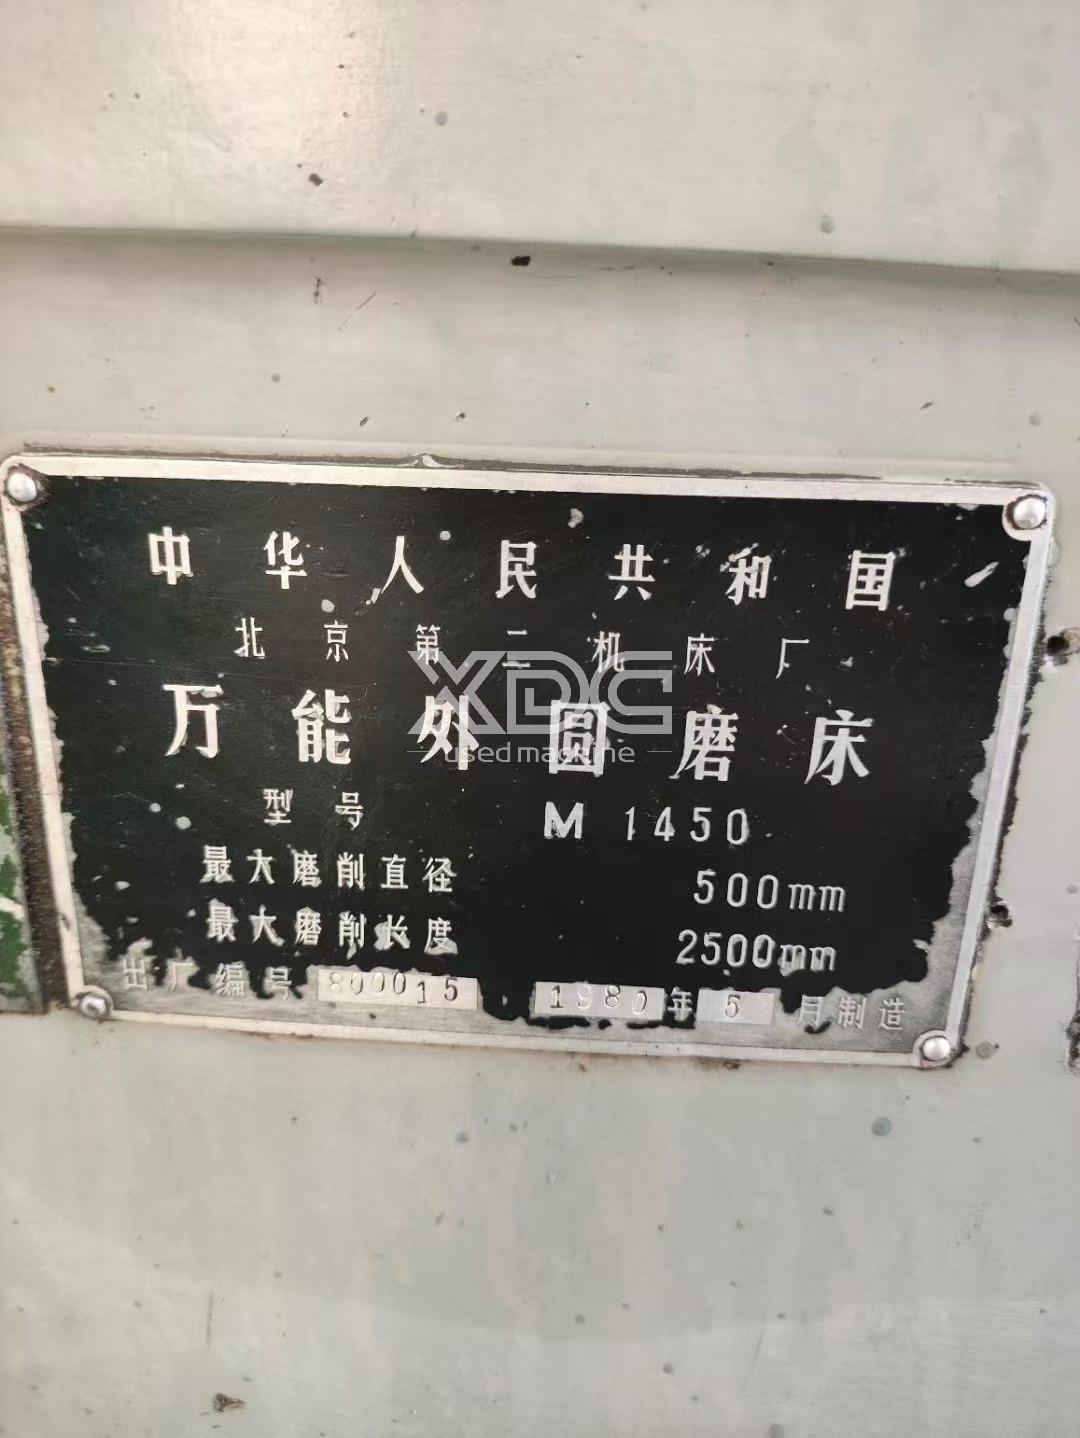 中华人民共和国
北京第二机床厂
XDC
万能外圆磨床
used machine
型号 M 1450
最大磨削直径 500mm
最大磨削长度 2500mm
出厂编号 800015 1980年5月制造